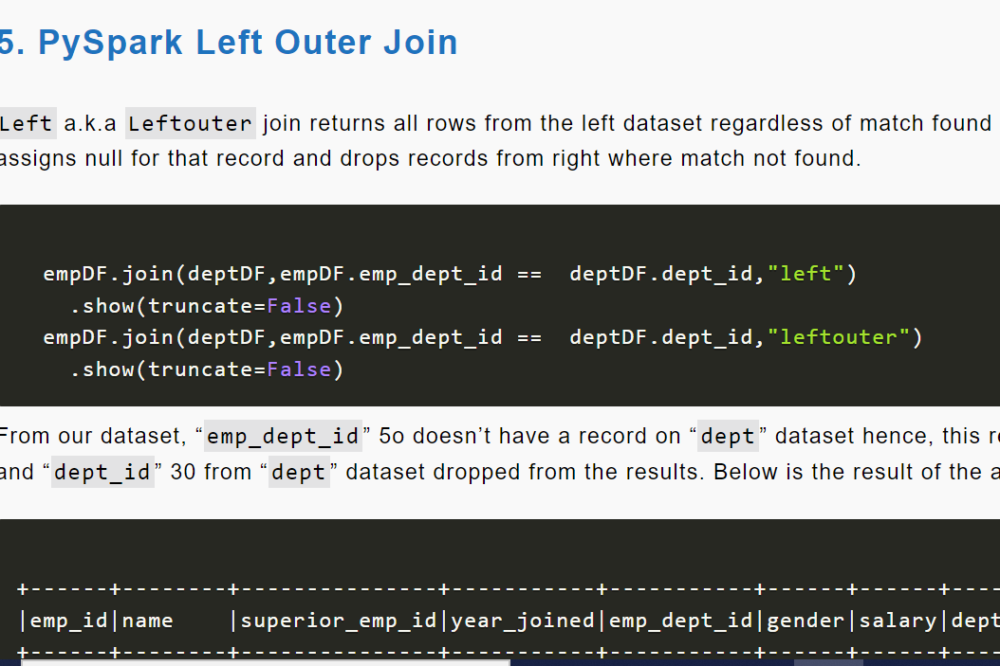 5. PySpark Left Outer Join
Left a.k.a Leftouter join returns all rows from the left dataset regardless of match found
assigns null for that record and drops records from right where match not found.
empDF.join(deptDF,empDF.emp_dept_id ==  deptDF.dept_id,"left")
.show(truncate=False)
empDF.join(deptDF,empDF.emp_dept_id ==  deptDF.dept_id,"leftouter")
.show(truncate=False)
From our dataset, “emp_dept_id” 5o doesn’t have a record on “dept” dataset hence, this
and “dept_id” 30 from “dept” dataset dropped from the results. Below is the result of the
+------+--------+---------------+-----------+-----------+------+------+----
|emp_id|name    |superior_emp_id|year_joined|emp_dept_id|gender|salary|dept
+------+--------+---------------+-----------+-----------+------+------+----